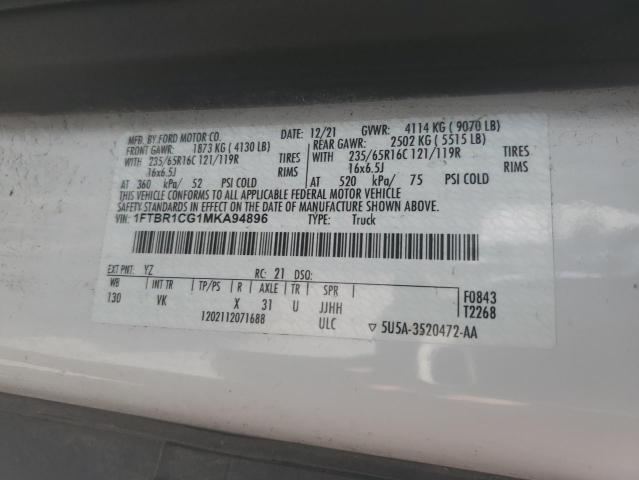 MFD. BY FORD MOTOR CO. 12/21 GVWR: 4114 KG ( 9070 LB)
FRONT GAWR: 1873 KG ( 4130 LB) REAR GAWR: 2502 KG ( 5515 LB)
WITH 235/65R16C 121/119R TIRES WITH 235/65R16C 121/119R TIRES
16x6.5J RIMS 16x6.5J RIMS
AT 360 kPa/ 52 PSI COLD AT 520 kPa/ 75 PSI COLD
THIS VEHICLE CONFORMS TO ALL APPLICABLE FEDERAL MOTOR VEHICLE
SAFETY STANDARDS IN EFFECT ON THE DATE OF MANUFACTURE SHOWN ABOVE.
VIN: 1FTBR1CG1MKA94896 TYPE: Truck
EXT PNT: YZ RC: 21 DSO:
WB INT TR TP/PS R AXLE TR SPR
130 VK X 31 U JJHH
F0843
T2268
1202112071688 ULC 5U5A-3520472-AA